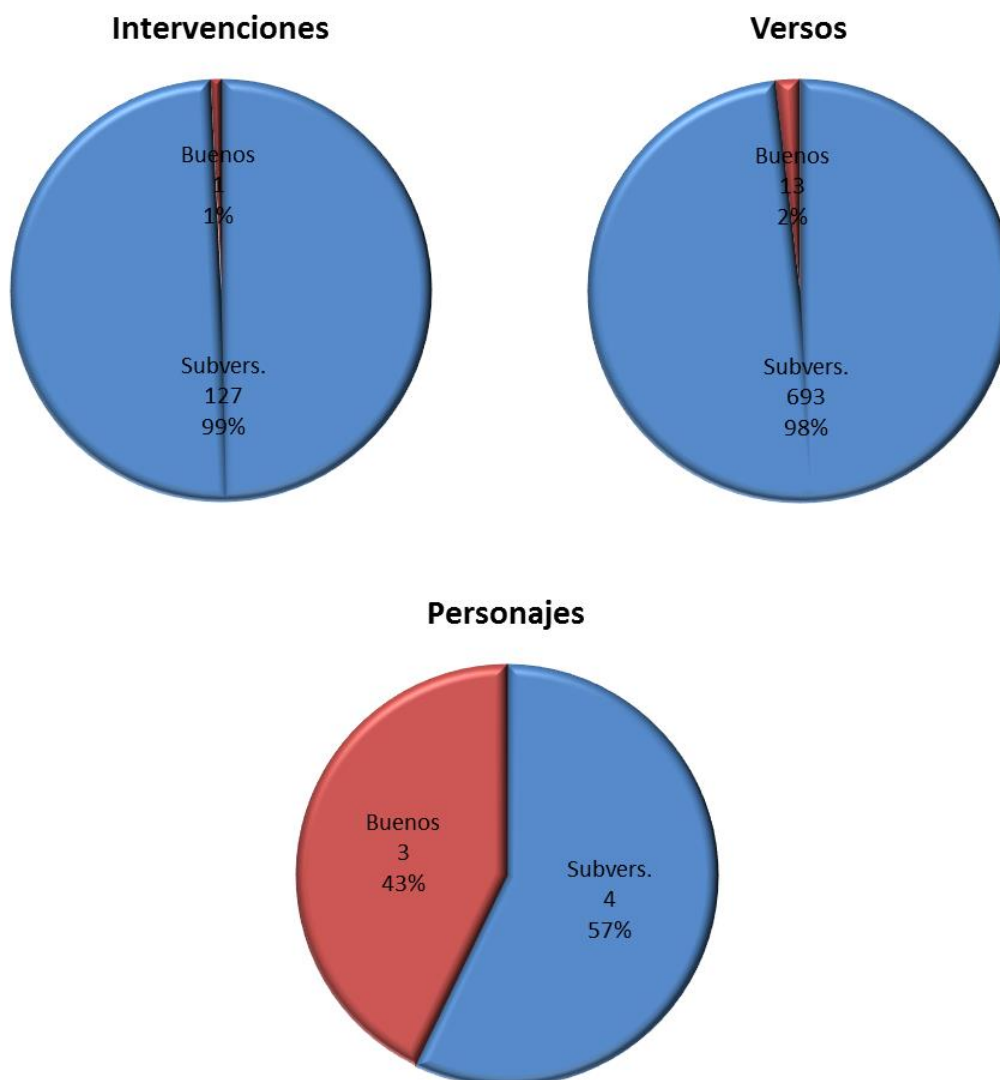 Intervenciones
Buenos
1
1%
Subvers.
127
99%
Versos
Buenos
13
2%
Subvers.
693
98%
Personajes
Buenos
3
43%
Subvers.
4
57%